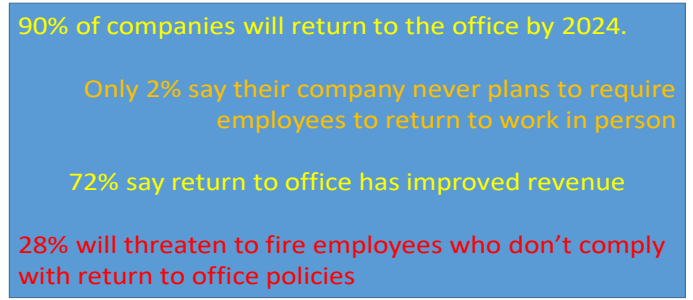 90% of companies will return to the office by 2024.
Only 2% say their company never plans to require
employees to return to work in person
72% say return to office has improved revenue
28% will threaten to fire employees who don’t comply
with return to office policies